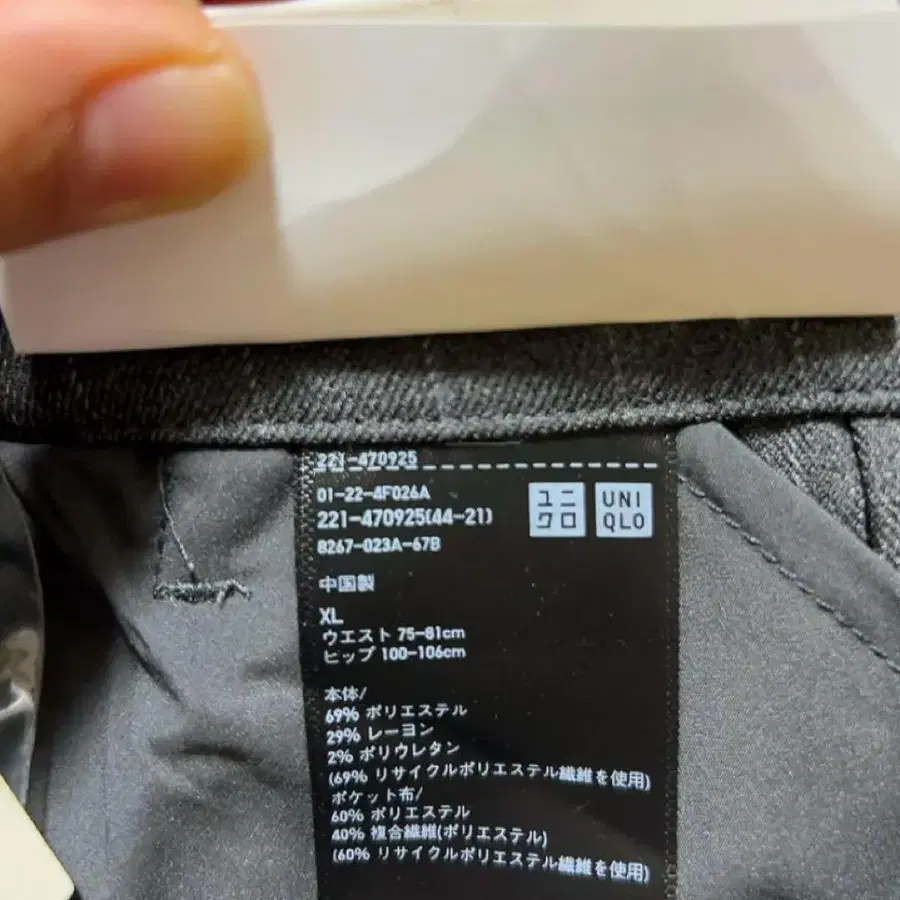 221-470925
01-22-4F026A
221-470925(44-21)
8267-023A-67B
ユニ
クロ
UNI
QLO
中国製
XL
ウエスト 75-81cm
ヒップ 100-106cm
本体/
69% ポリエステル
29% レーヨン
2% ポリウレタン
(69% リサイクルポリエステル繊維を使用)
ポケット布/
60% ポリエステル
40% 複合繊維(ポリエステル)
(60% リサイクルポリエステル繊維を使用)